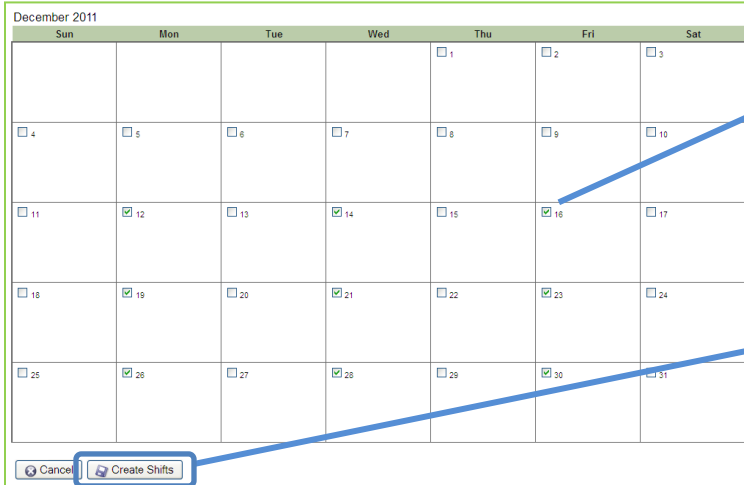 December 2011
Sun Mon Tue Wed Thu Fri Sat
1 2 3
4 5 6 7 8 9 10
11 12 13 14 15 16 17
18 19 20 21 22 23 24
25 26 27 28 29 30 31
Cancel Create Shifts